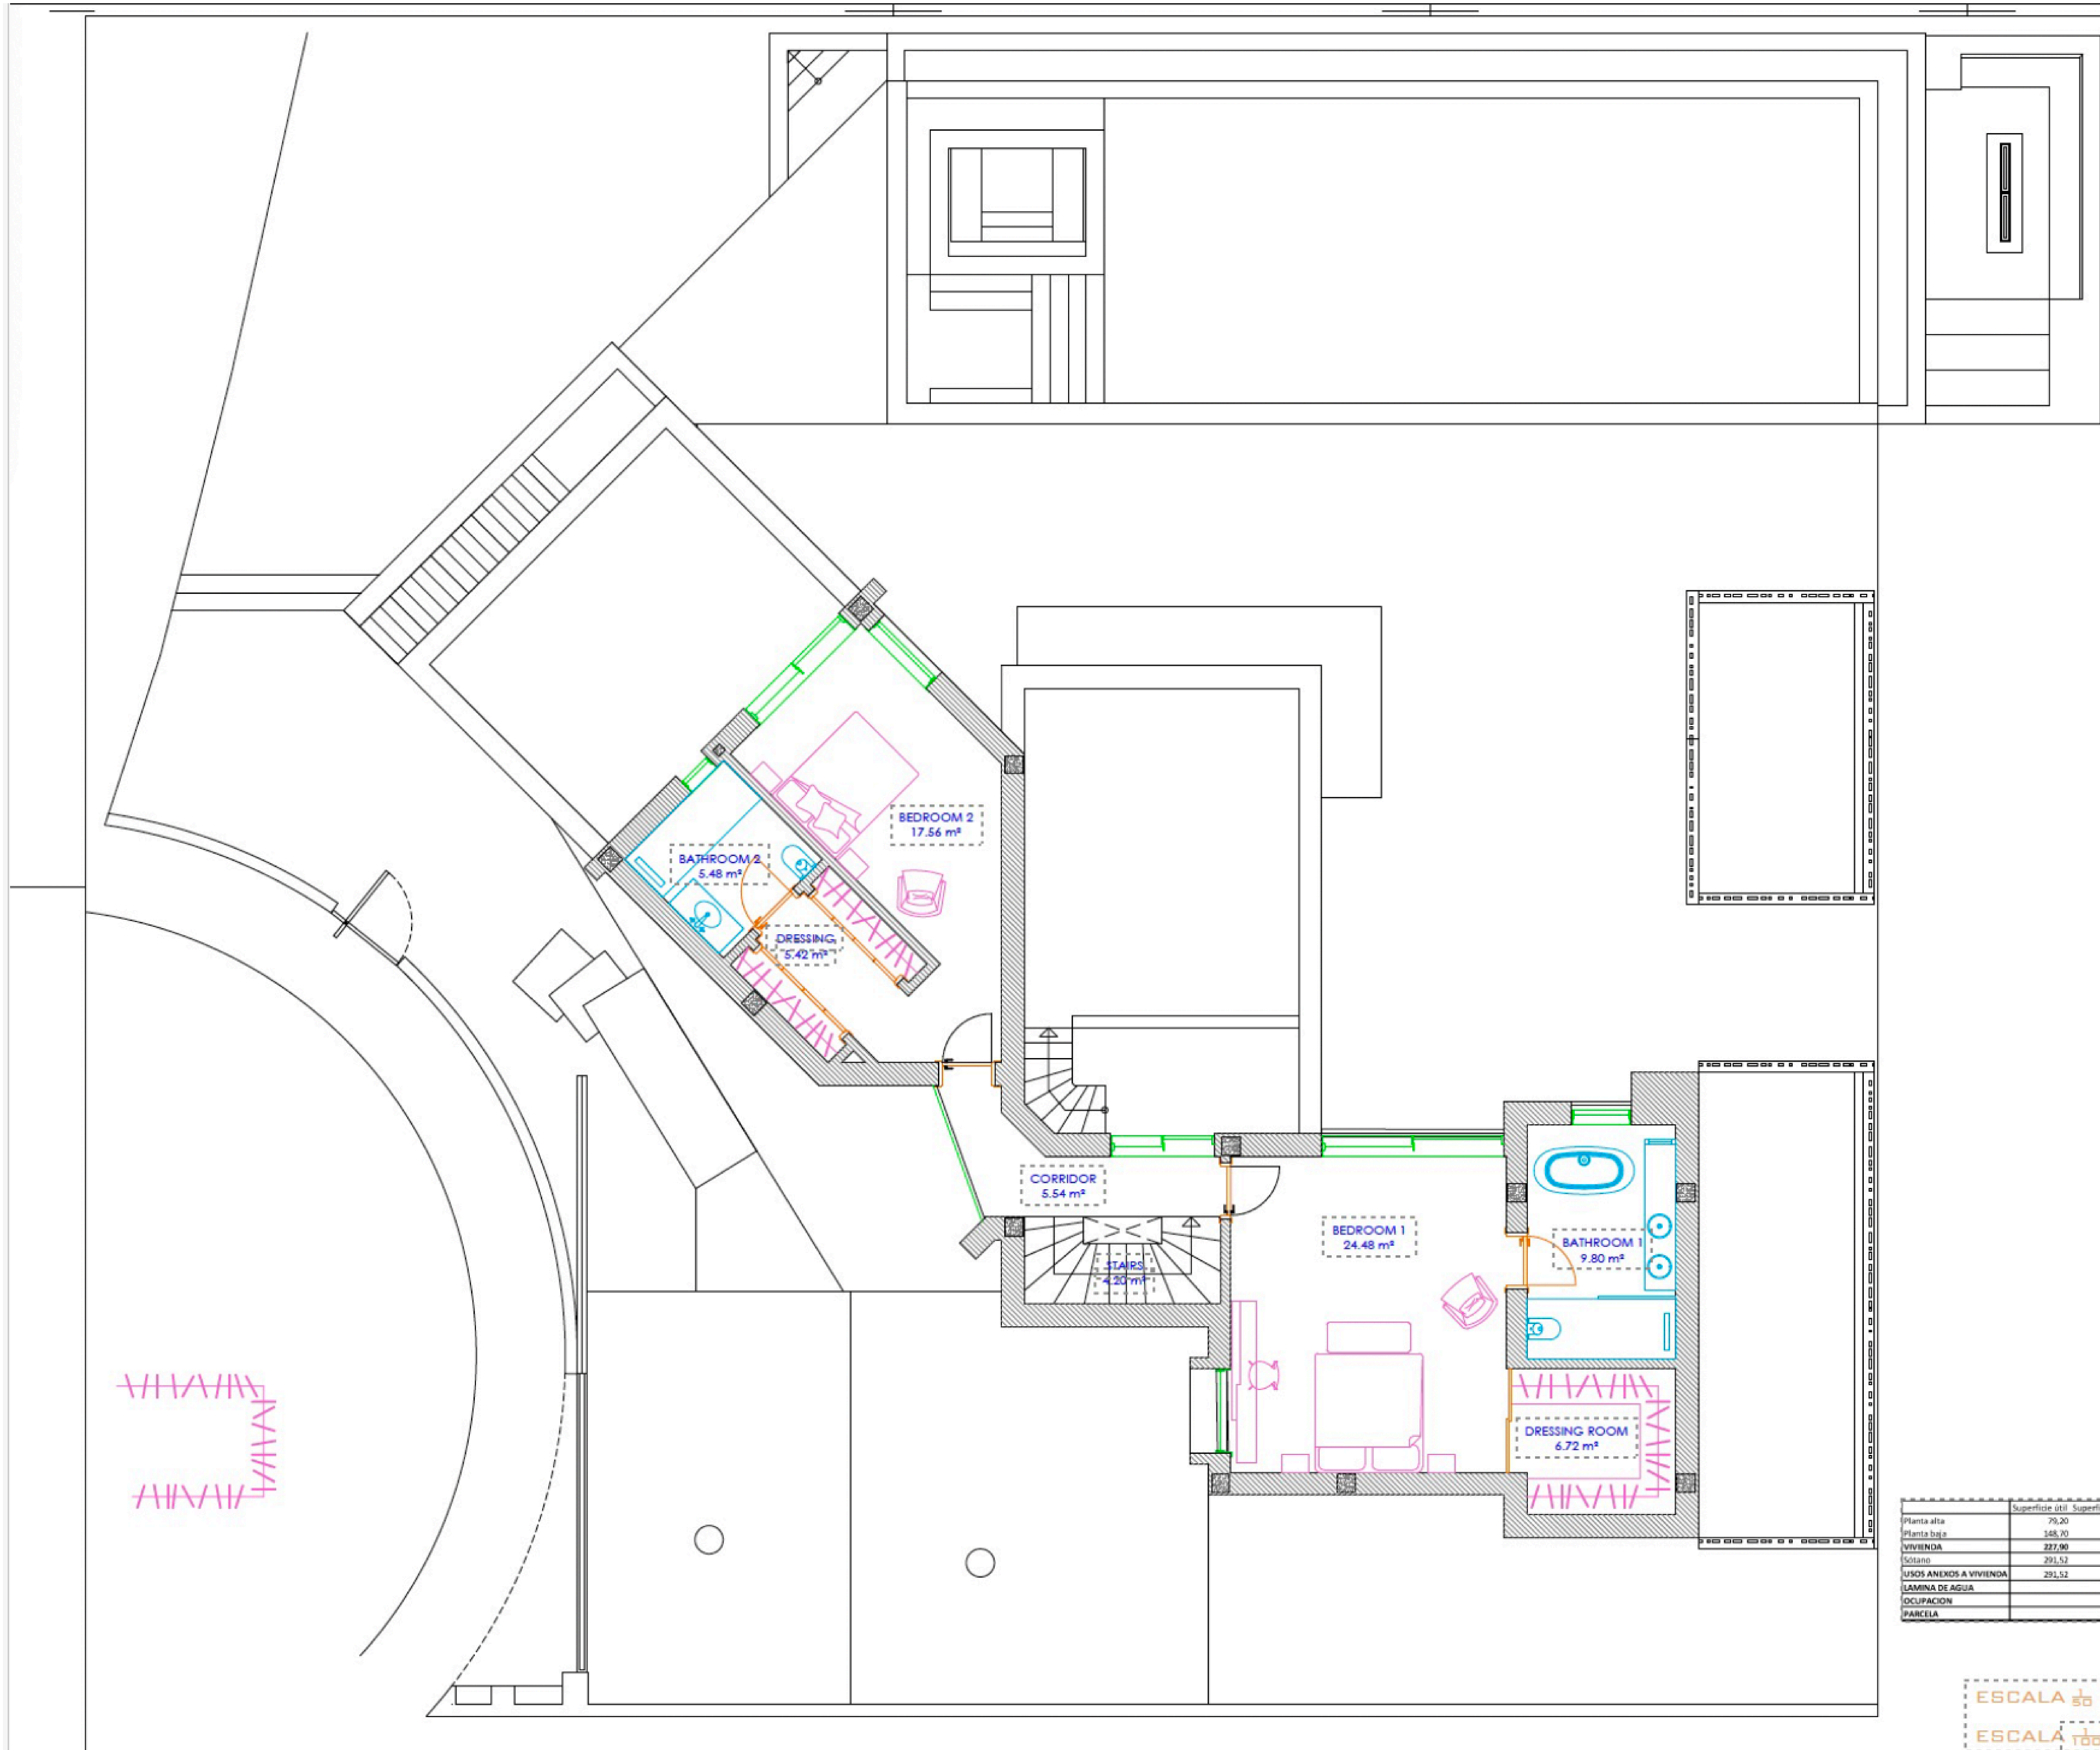 BEDROOM 2
17.56 m²
BATHROOM 2
5.48 m²
DRESSING
5.42 m²
CORRIDOR
5.54 m²
STAIRS
4.20 m²
BEDROOM 1
24.48 m²
BATHROOM 1
9.80 m²
DRESSING ROOM
6.72 m²
Superficie útil Superfi
Planta alta 79,20
Planta baja 148,70
VIVIENDA 227,90
Sótano 291,52
USOS ANEXOS A VIVIENDA 291,52
LAMINA DE AGUA
OCUPACION
PARCELA
ESCALA 1/50
ESCALA